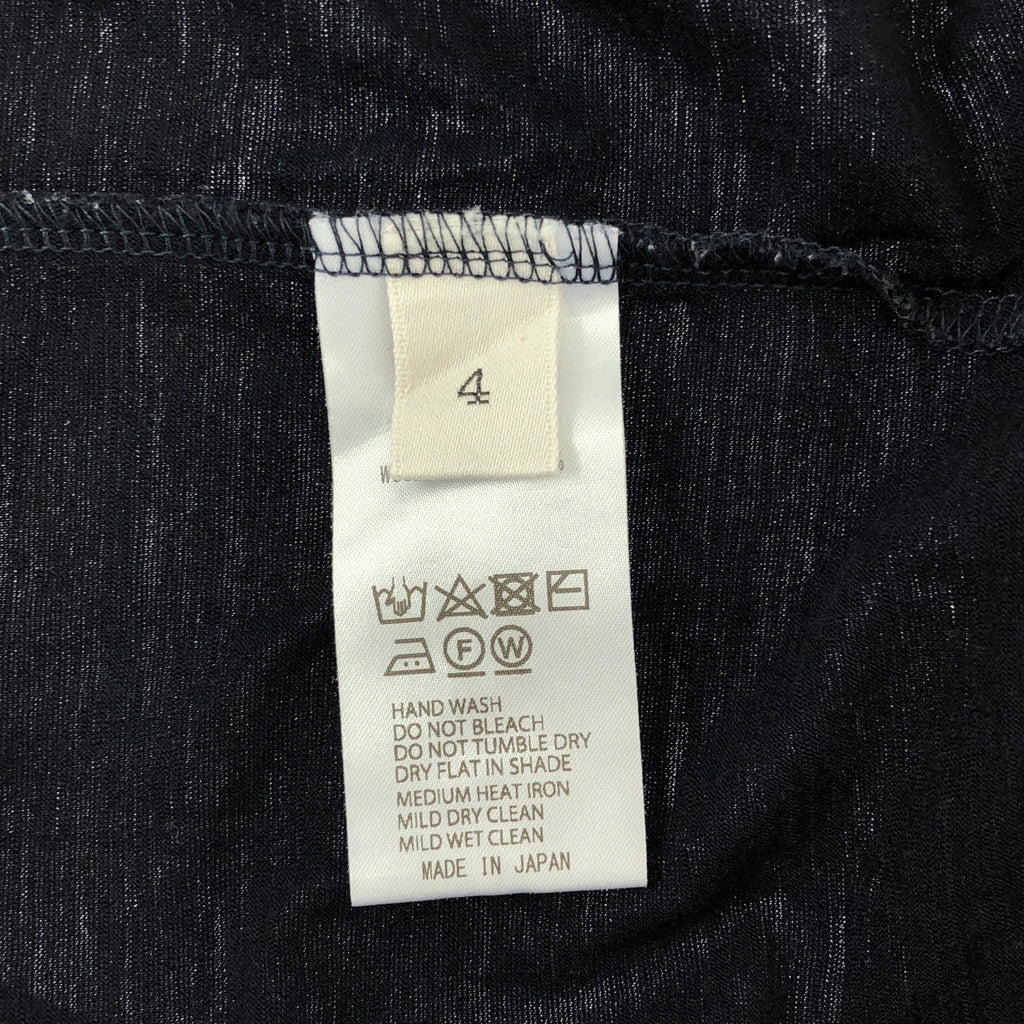 4
F W
HAND WASH
DO NOT BLEACH
DO NOT TUMBLE DRY
DRY FLAT IN SHADE
MEDIUM HEAT IRON
MILD DRY CLEAN
MILD WET CLEAN
MADE IN JAPAN